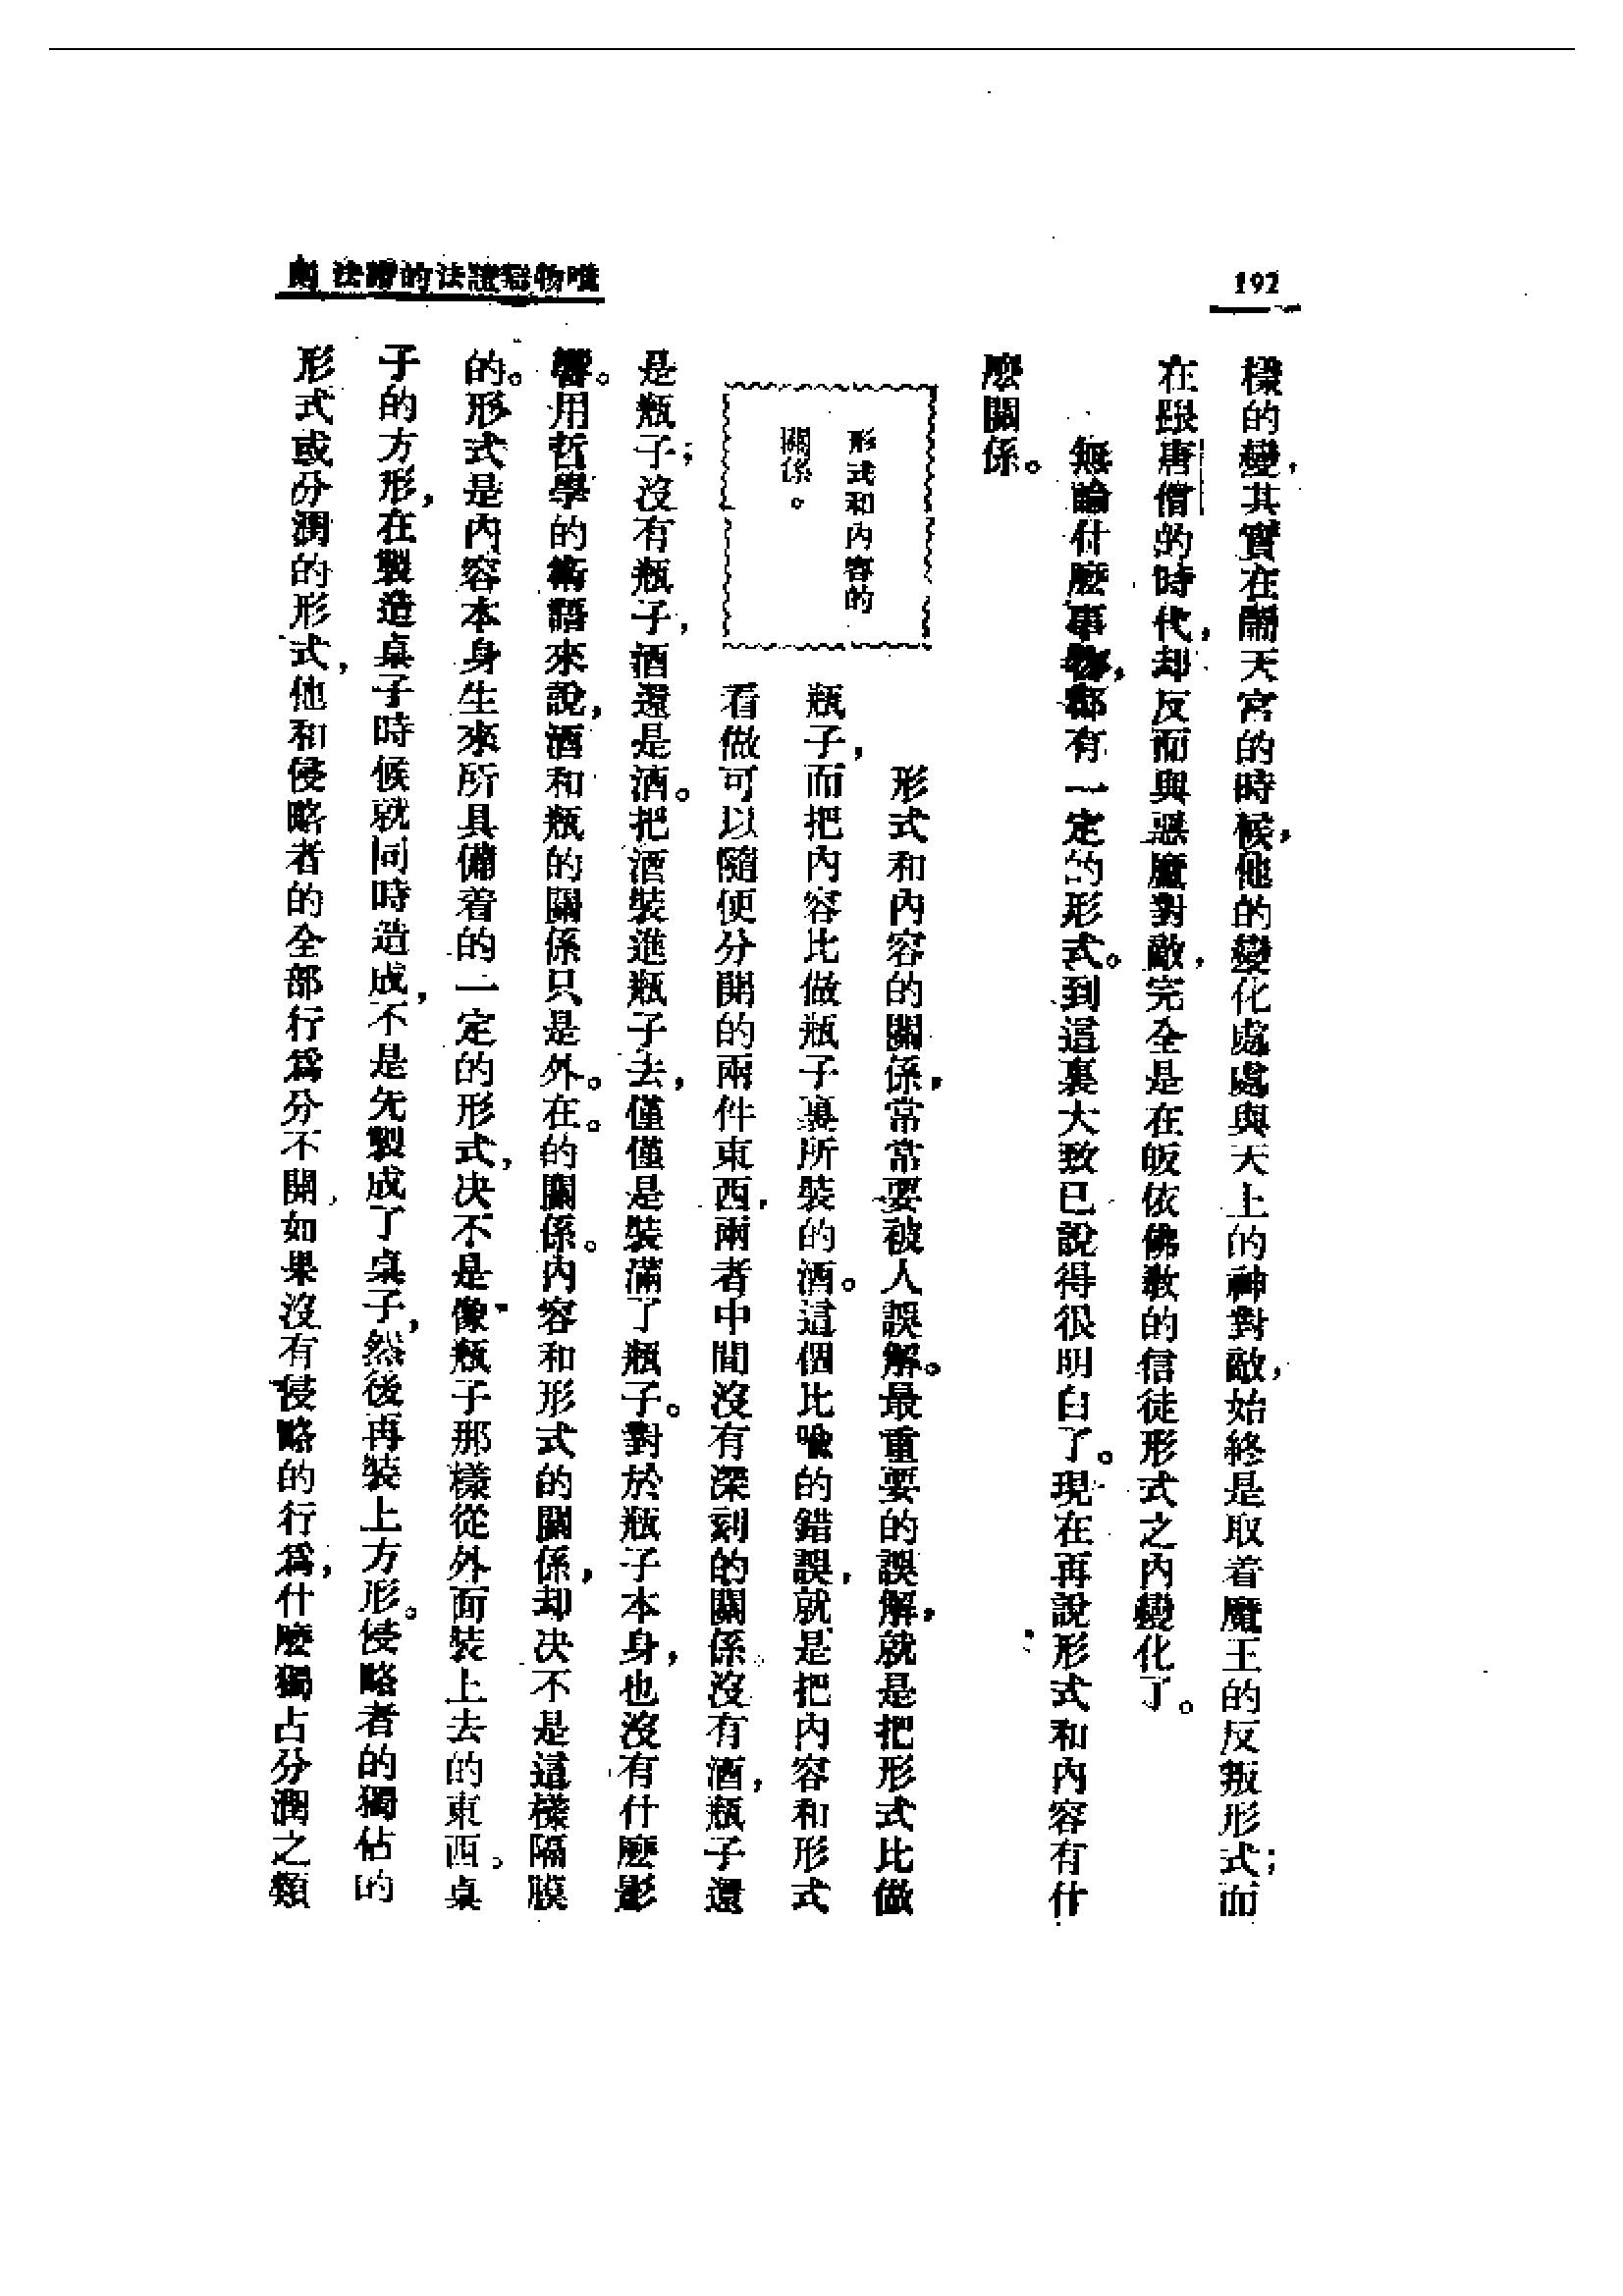 192
唯物辯證法的諸法則
樣的變，其實在鬧天宮的時候，他的變化處處與天上的神對敵，始終是取着魔王的反叛形式；而
在跟唐僧的時代，却反而與惡魔對敵，完全是在皈依佛教的信徒形式之內變化了。
無論什麼事物，都有一定的形式。到這裏大致已說得很明白了。現在再說形式和內容有什
麼關係。
形式和內容的
關係。
形式和內容的關係，常常要被人誤解。最重要的誤解，就是把形式比做
瓶子，而把內容比做瓶子裏所裝的酒。這個比喻的錯誤，就是把內容和形式
看做可以隨便分開的兩件東西，兩者中間沒有深刻的關係沒有酒，瓶子還
是瓶子；沒有瓶子，酒還是酒。把酒裝進瓶子去，僅僅是裝滿了瓶子。對於瓶子本身，也沒有什麼影
響。用哲學的術語來說，酒和瓶的關係只是外在的關係。內容和形式的關係，却决不是這樣隔膜
的。形式是內容本身生來所具備着的一定的形式，决不是像瓶子那樣從外面裝上去的東西。桌
子的方形，在製造桌子時候就同時造成，不是先製成了桌子，然後再裝上方形。侵略者的獨佔的
形式或分潤的形式，他和侵略者的全部行爲分不開如果沒有侵略的行爲，什麼獨占分潤之類